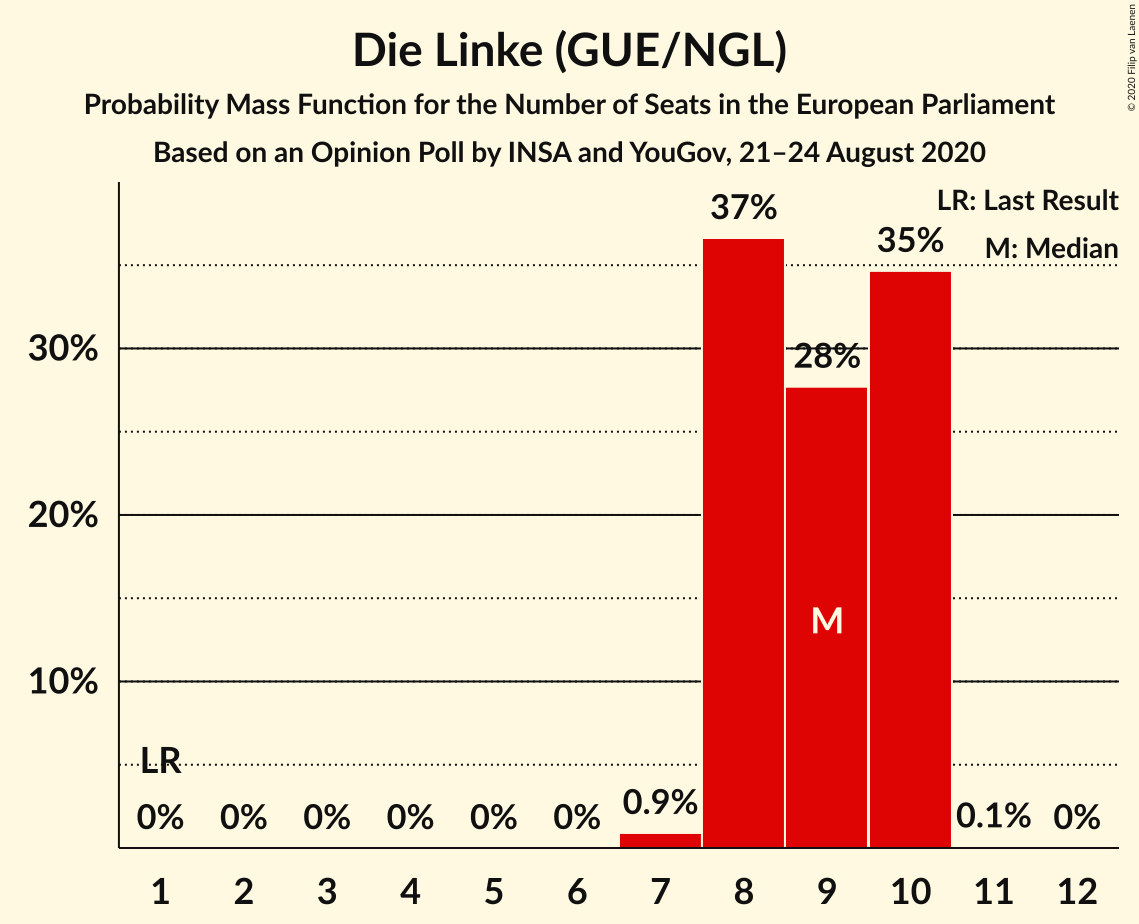 © 2020 Filip van Laenen
Die Linke (GUE/NGL)
Probability Mass Function for the Number of Seats in the European Parliament
Based on an Opinion Poll by INSA and YouGov, 21–24 August 2020
LR: Last Result
M: Median
37%
35%
30%
28%
20%
M
10%
LR
0% 0% 0% 0% 0% 0% 0.9% 0.1% 0%
1 2 3 4 5 6 7 8 9 10 11 12